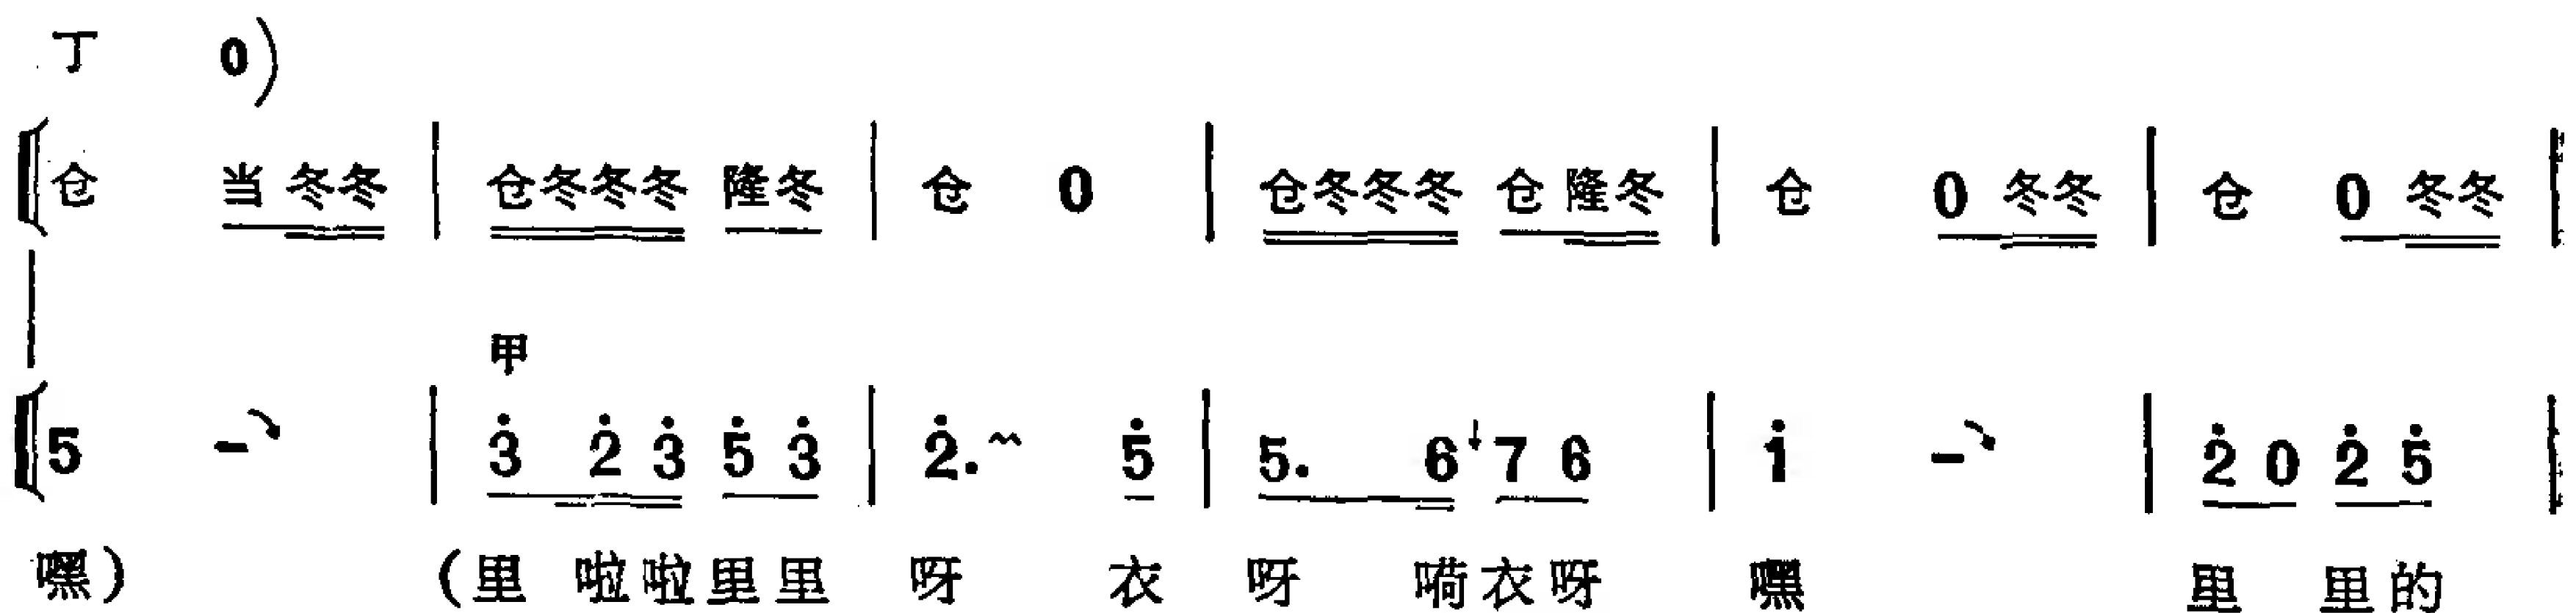 丁 0)
仓 当 冬冬 | 仓冬冬冬 隆冬 | 仓 0 | 仓冬冬冬 仓 隆冬 | 仓 0 冬冬 | 仓 0 冬冬
甲
5 - | 3̇ 2̇ 3̇ 5̇ 3̇ | 2̇. 5̇ | 5. 6 ↓7 6 | 1̇ - | 2̇ 0 2̇ 5̇
嘿) (里 啦啦里里 呀 衣 呀 嗬衣呀 嘿 里 里的